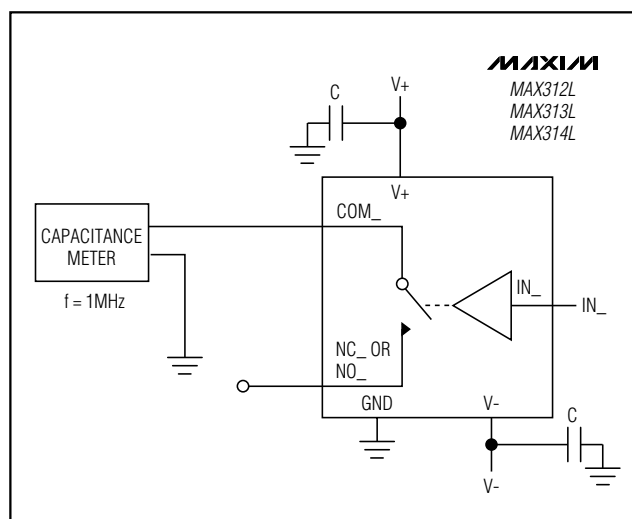 MAXIM
MAX312L
MAX313L
MAX314L
V+
C
V+
COM_
CAPACITANCE
METER
f = 1MHz
IN_
IN_
NC_ OR
NO_
GND
V-
C
V-